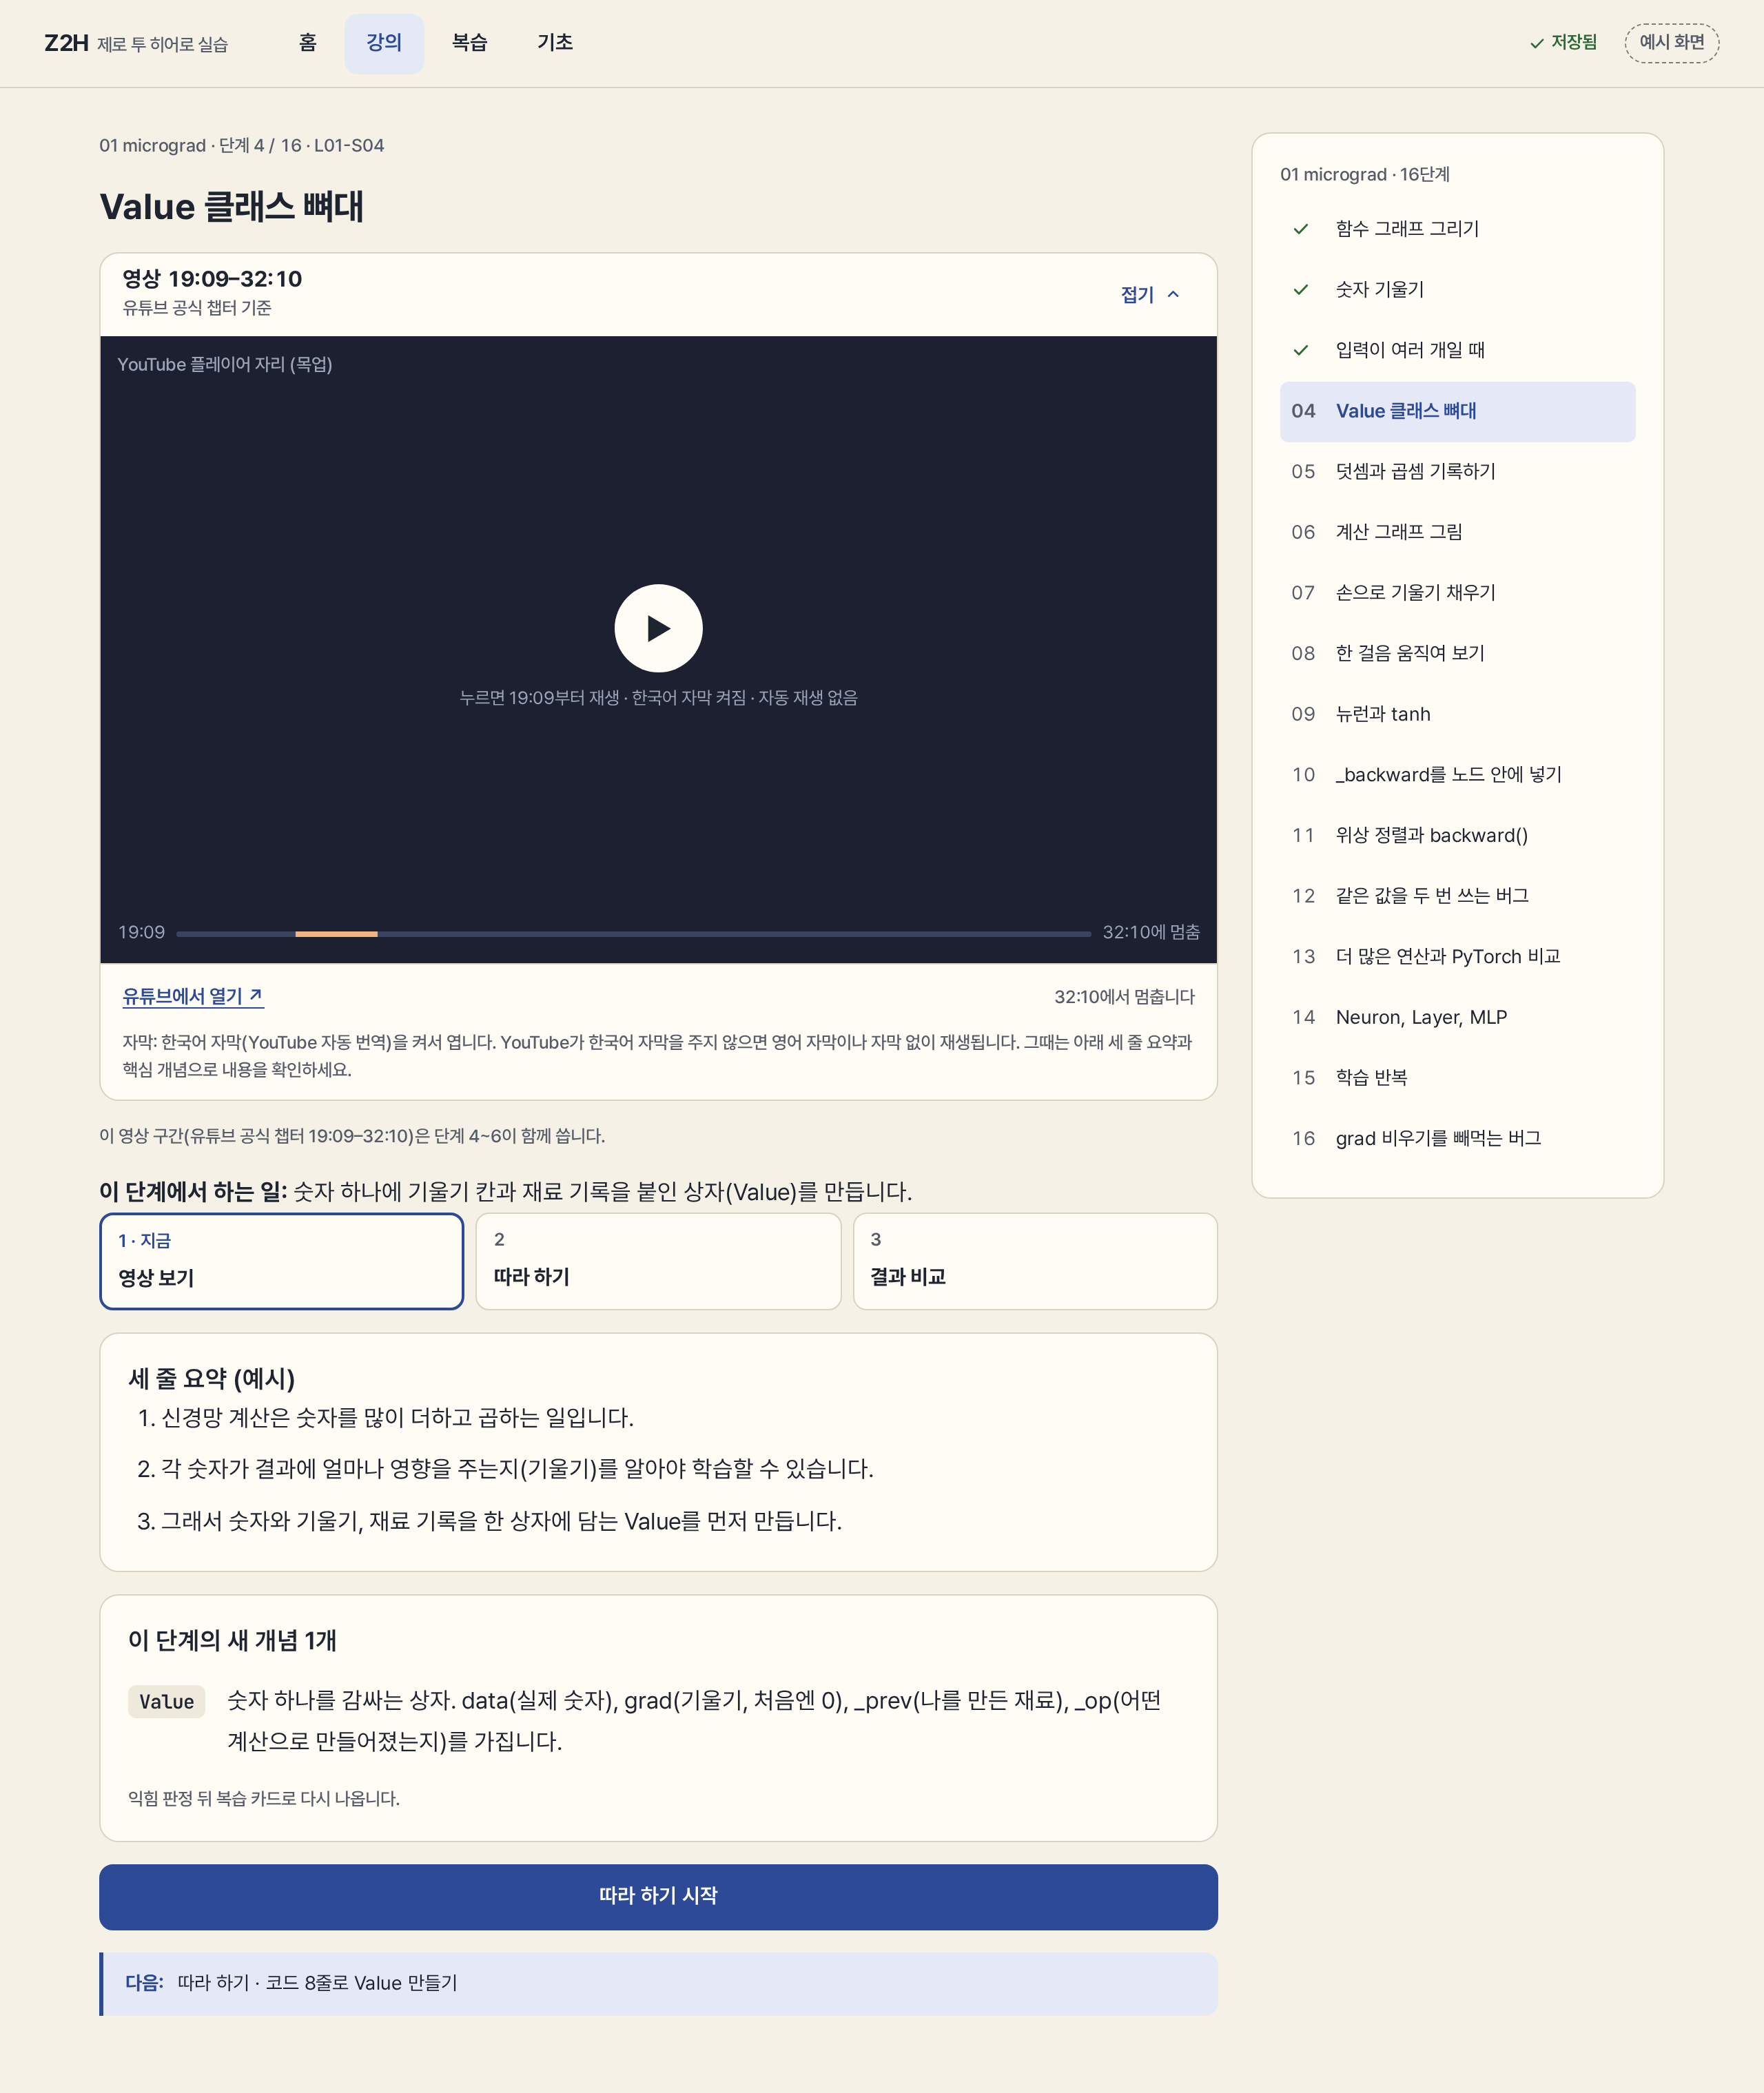 Z2H 제로 투 히어로 실습
홈
강의
복습
기초
저장됨
예시 화면
01 micrograd · 단계 4 / 16 · L01-S04
Value 클래스 뼈대
영상 19:09–32:10
유튜브 공식 챕터 기준
접기
YouTube 플레이어 자리 (목업)
누르면 19:09부터 재생 · 한국어 자막 켜짐 · 자동 재생 없음
19:09
32:10에 멈춤
유튜브에서 열기 ↗
32:10에서 멈춥니다
자막: 한국어 자막(YouTube 자동 번역)을 켜서 엽니다. YouTube가 한국어 자막을 주지 않으면 영어 자막이나 자막 없이 재생됩니다. 그때는 아래 세 줄 요약과
핵심 개념으로 내용을 확인하세요.
이 영상 구간(유튜브 공식 챕터 19:09–32:10)은 단계 4~6이 함께 씁니다.
이 단계에서 하는 일: 숫자 하나에 기울기 칸과 재료 기록을 붙인 상자(Value)를 만듭니다.
1 · 지금
영상 보기
2
따라 하기
3
결과 비교
세 줄 요약 (예시)
1. 신경망 계산은 숫자를 많이 더하고 곱하는 일입니다.
2. 각 숫자가 결과에 얼마나 영향을 주는지(기울기)를 알아야 학습할 수 있습니다.
3. 그래서 숫자와 기울기, 재료 기록을 한 상자에 담는 Value를 먼저 만듭니다.
이 단계의 새 개념 1개
Value
숫자 하나를 감싸는 상자. data(실제 숫자), grad(기울기, 처음엔 0), _prev(나를 만든 재료), _op(어떤
계산으로 만들어졌는지)를 가집니다.
익힘 판정 뒤 복습 카드로 다시 나옵니다.
따라 하기 시작
다음: 따라 하기 · 코드 8줄로 Value 만들기
01 micrograd · 16단계
함수 그래프 그리기
숫자 기울기
입력이 여러 개일 때
04 Value 클래스 뼈대
05 덧셈과 곱셈 기록하기
06 계산 그래프 그림
07 손으로 기울기 채우기
08 한 걸음 움직여 보기
09 뉴런과 tanh
10 _backward를 노드 안에 넣기
11 위상 정렬과 backward()
12 같은 값을 두 번 쓰는 버그
13 더 많은 연산과 PyTorch 비교
14 Neuron, Layer, MLP
15 학습 반복
16 grad 비우기를 빼먹는 버그